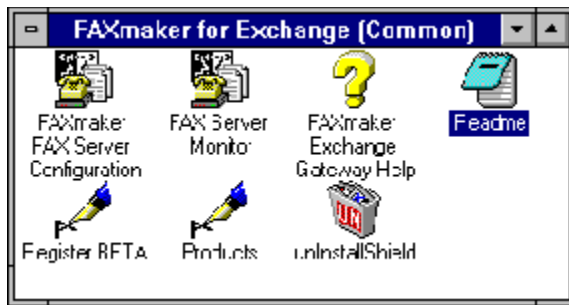 FAXmaker for Exchange (Common)
FAXmaker
FAX Server
Configuration
FAX Server
Monitor
FAXmaker
Exchange
Gateway Help
Readme
Register BETA
Products
unInstallShield
UN